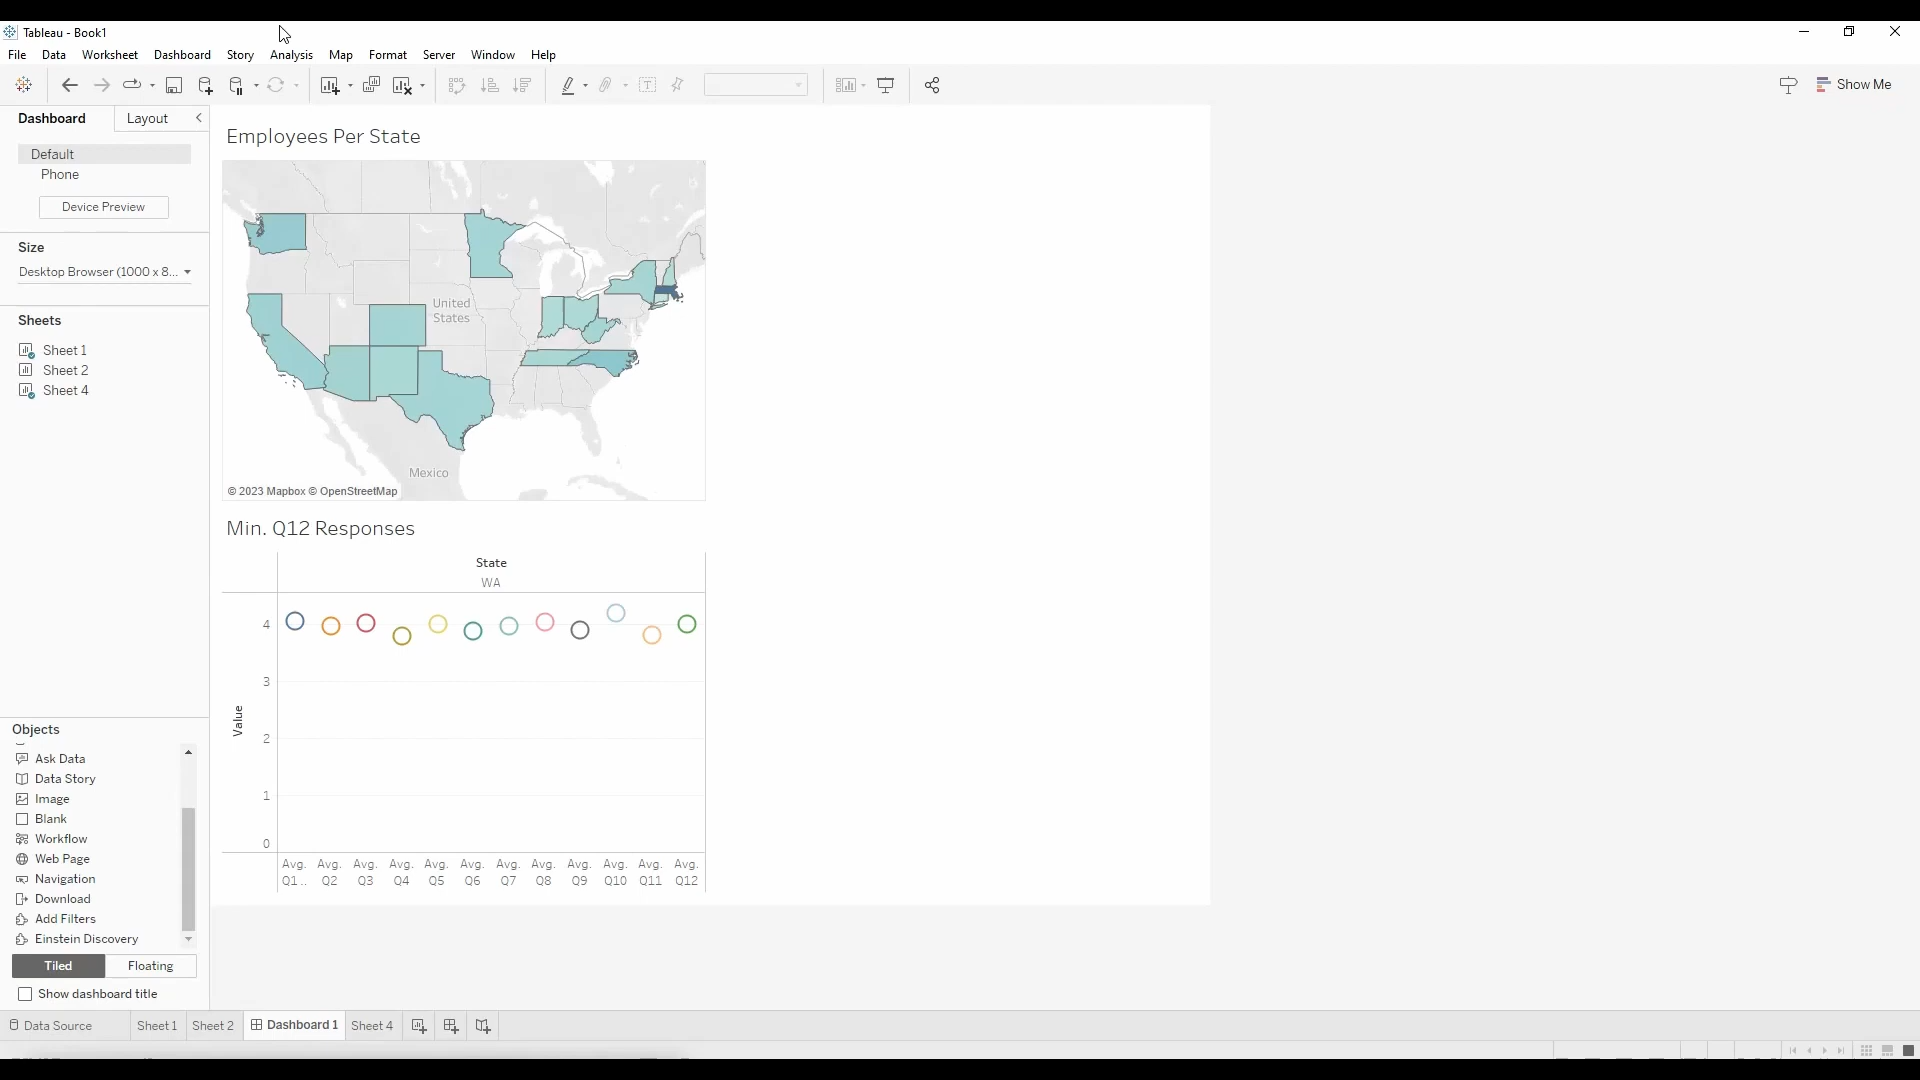 Tableau - Book1
File Data Worksheet Dashboard Story Analysis Map Format Server Window Help
Show Me
Dashboard Layout
Default
Phone
Device Preview
Size
Desktop Browser (1000 x 8...
Sheets
Sheet 1
Sheet 2
Sheet 4
Objects
Ask Data
Data Story
Image
Blank
Workflow
Web Page
Navigation
Download
Add Filters
Einstein Discovery
Tiled Floating
Show dashboard title
Employees Per State
United
States
Mexico
© 2023 Mapbox © OpenStreetMap
Min. Q12 Responses
State
WA
4
3
2
1
0
Value
Avg. Avg. Avg. Avg. Avg. Avg. Avg. Avg. Avg. Avg. Avg. Avg.
Q1 .. Q2 Q3 Q4 Q5 Q6 Q7 Q8 Q9 Q10 Q11 Q12
Data Source Sheet 1 Sheet 2 Dashboard 1 Sheet 4